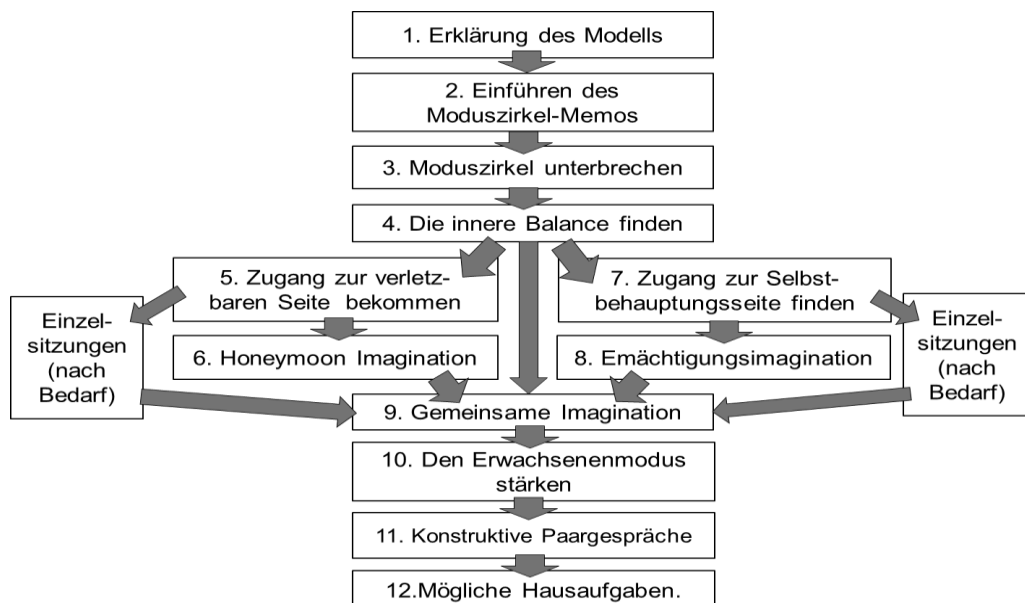 1. Erklärung des Modells
2. Einführen des
Moduszirkel-Memos
3. Moduszirkel unterbrechen
4. Die innere Balance finden
5. Zugang zur verletz-
baren Seite bekommen
7. Zugang zur Selbst-
behauptungsseite finden
Einzel-
sitzungen
(nach
Bedarf)
6. Honeymoon Imagination
8. Emächtigungsimagination
Einzel-
sitzungen
(nach
Bedarf)
9. Gemeinsame Imagination
10. Den Erwachsenenmodus
stärken
11. Konstruktive Paargespräche
12.Mögliche Hausaufgaben.